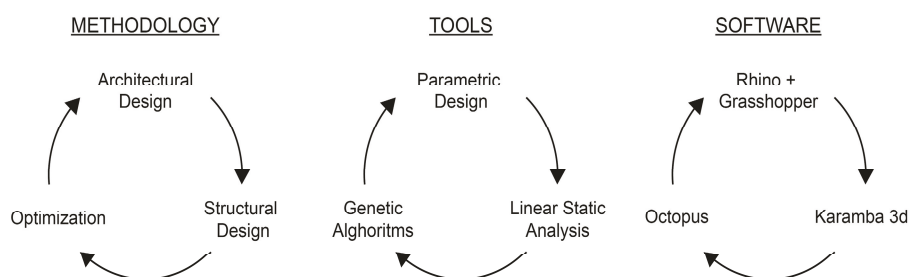 METHODOLOGY
TOOLS
SOFTWARE
Architectural
Design
Parametric
Design
Rhino +
Grasshopper
Optimization
Structural
Design
Genetic
Alghoritms
Linear Static
Analysis
Octopus
Karamba 3d